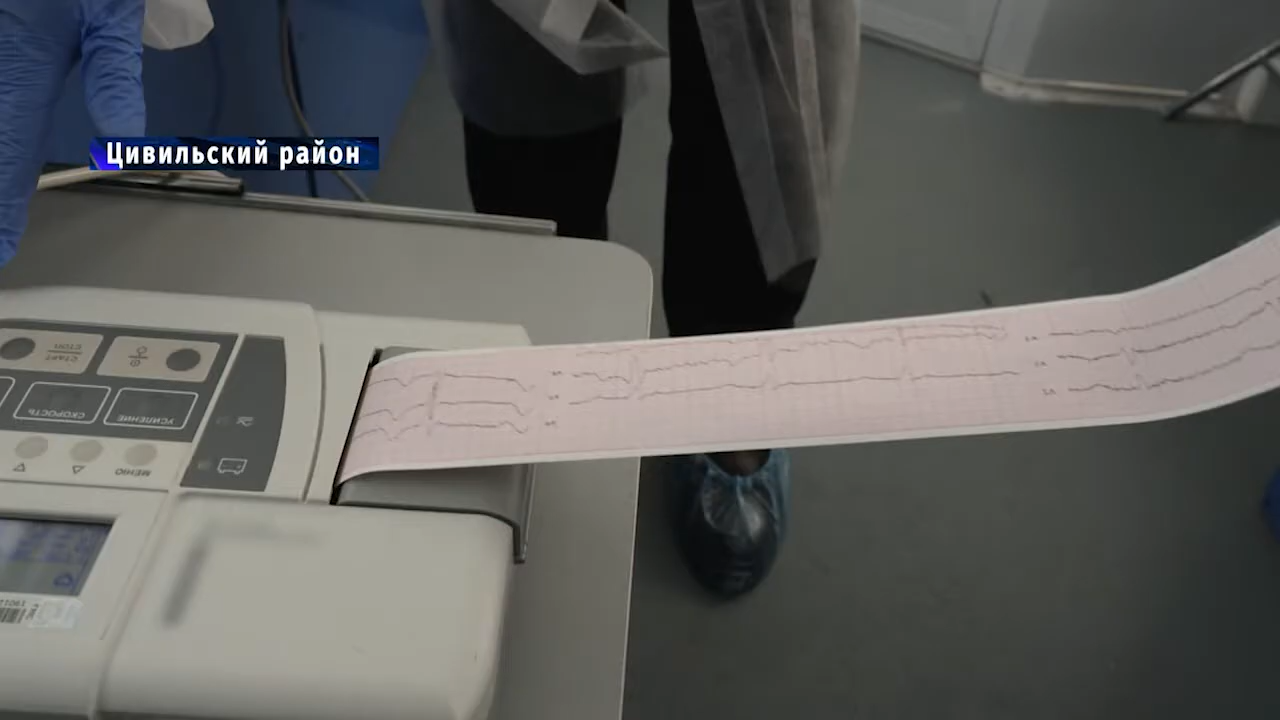 Цивильский район
СТАРТ
СТОП
СКОРОСТЬ
УСИЛЕНИЕ
МЕНЮ